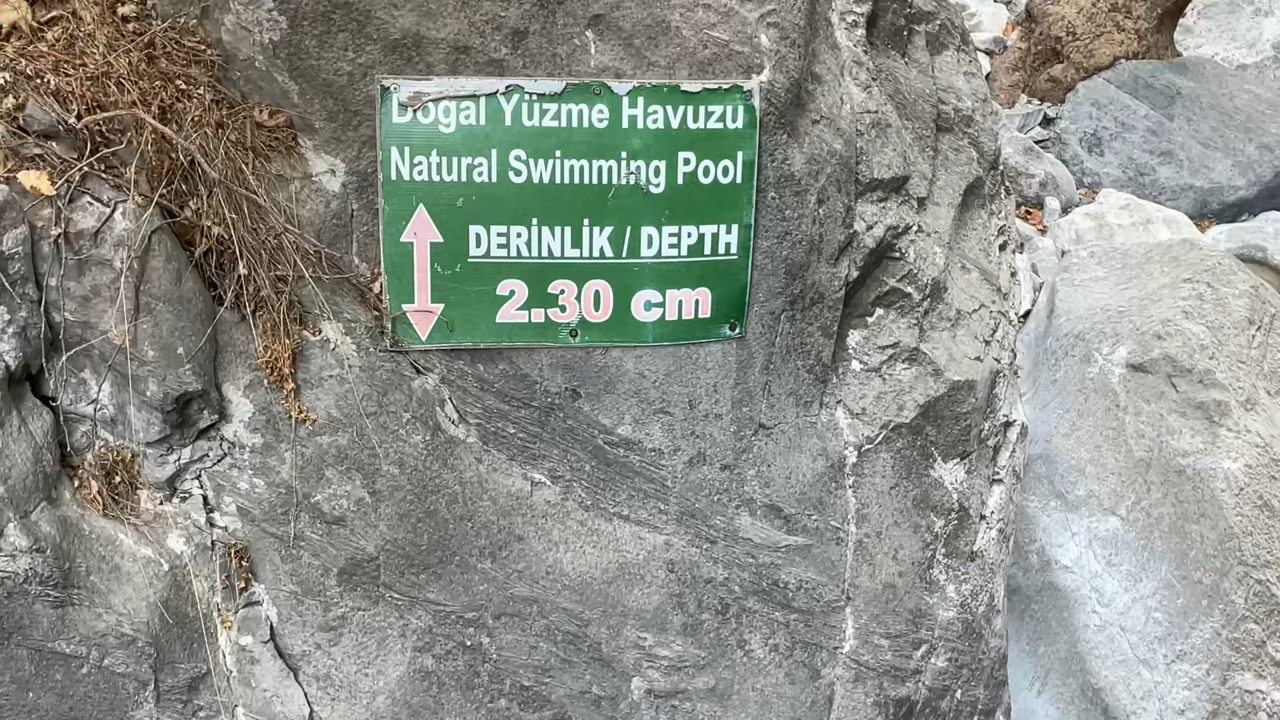 Doğal Yüzme Havuzu
Natural Swimming Pool
DERİNLİK / DEPTH
2.30 cm